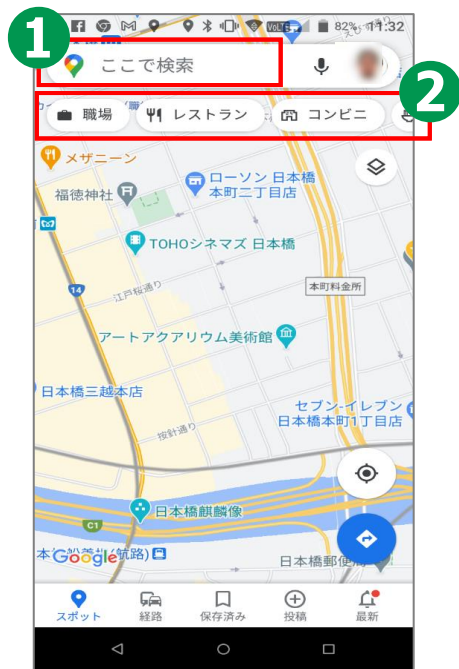 1
82% 11:32
ここで検索
2
職場
レストラン
コンビニ
メザニーン
ローソン 日本橋
本町二丁目店
福徳神社
TOHOシネマズ 日本橋
江戸桜通り
本町料金所
アートアクアリウム美術館
日本橋三越本店
セブン-イレブン
日本橋本町1丁目店
按針通り
日本橋麒麟像
C1
Google
航路)
日本橋郵便
スポット
経路
保存済み
投稿
最新